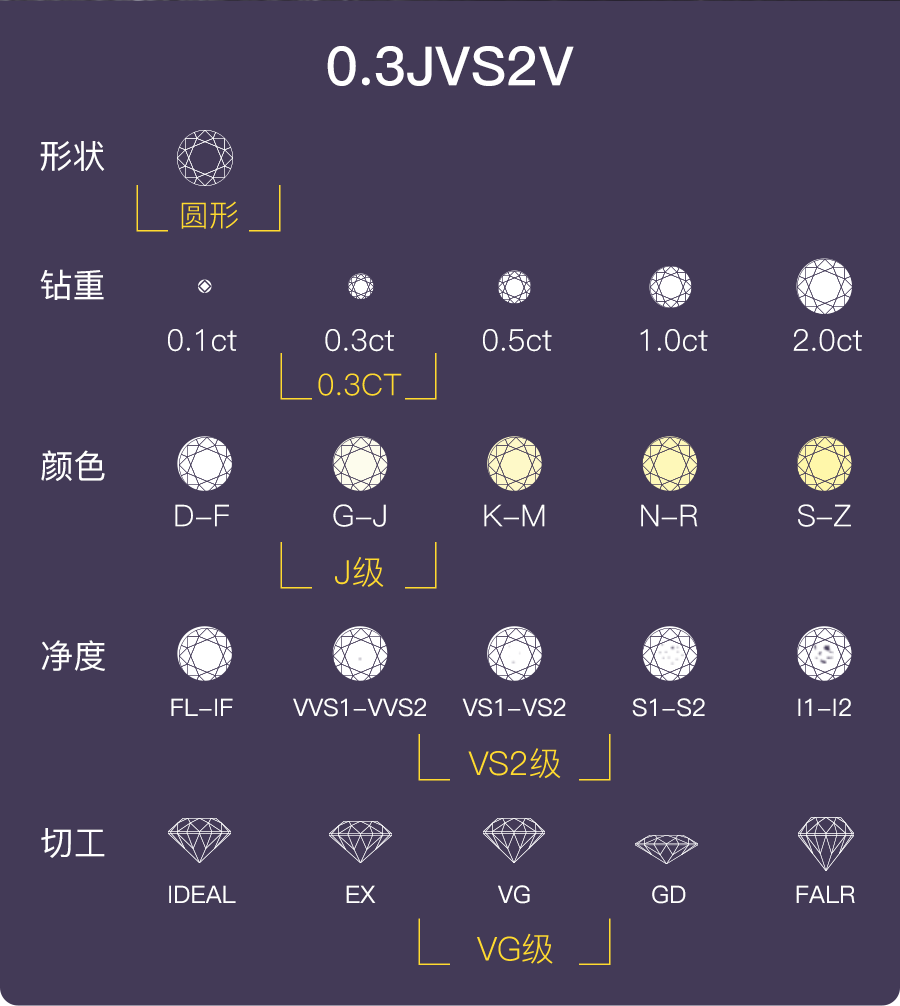 0.3JVS2V
形状
圆形
钻重
0.1ct 0.3ct 0.5ct 1.0ct 2.0ct
0.3CT
颜色
D–F G–J K–M N–R S–Z
J级
净度
FL–IF VVS1–VVS2 VS1–VS2 S1–S2 I1–I2
VS2级
切工
IDEAL EX VG GD FALR
VG级